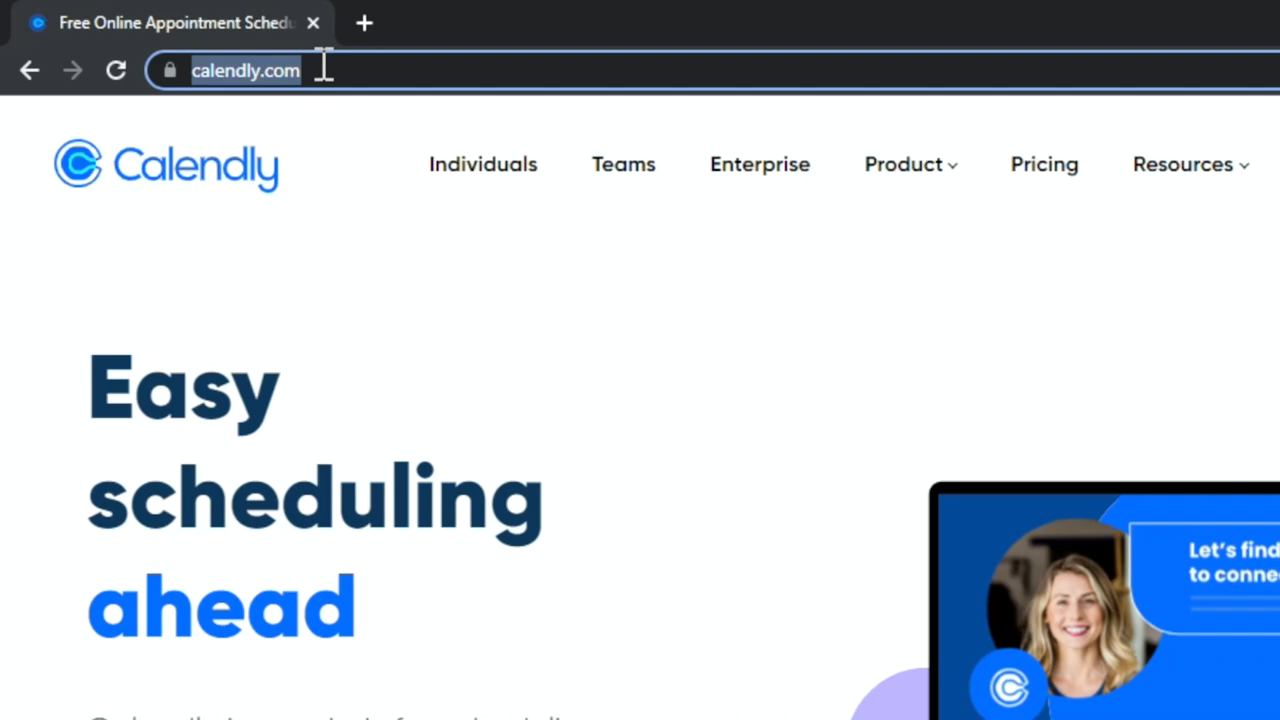 Free Online Appointment Schedu
calendly.com
Calendly
Individuals Teams Enterprise Product Pricing Resources
Easy
scheduling
ahead
Let's find
to conne